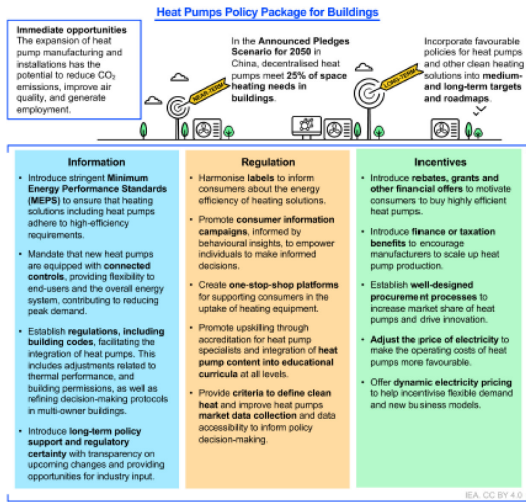 Heat Pumps Policy Package for Buildings
Immediate opportunities
The expansion of heat
pump manufacturing and
installations has the
potential to reduce CO₂
emissions, improve air
quality, and generate
employment.
NEAR-TERM
In the Announced Pledges
Scenario for 2050 in
China, decentralised heat
pumps meet 25% of space
heating needs in
buildings.
LONG-TERM
Incorporate favourable
policies for heat pumps
and other clean heating
solutions into medium-
and long-term targets
and roadmaps.
Information
• Introduce stringent Minimum
Energy Performance Standards
(MEPS) to ensure that heating
solutions including heat pumps
adhere to high-efficiency
requirements.
• Mandate that new heat pumps
are equipped with connected
controls, providing flexibility to
end-users and the overall energy
system, contributing to reducing
peak demand.
• Establish regulations, including
building codes, facilitating the
integration of heat pumps. This
includes adjustments related to
thermal performance, and
building permissions, as well as
refining decision-making protocols
in multi-owner buildings.
• Introduce long-term policy
support and regulatory
certainty with transparency on
upcoming changes and providing
opportunities for industry input.
Regulation
• Harmonise labels to inform
consumers about the energy
efficiency of heating solutions.
• Promote consumer information
campaigns, informed by
behavioural insights, to empower
individuals to make informed
decisions.
• Create one-stop-shop platforms
for supporting consumers in the
uptake of heating equipment.
• Promote upskilling through
accreditation for heat pump
specialists and integration of heat
pump content into educational
curricula at all levels.
• Provide criteria to define clean
heat and improve heat pumps
market data collection and data
accessibility to inform policy
decision-making.
Incentives
• Introduce rebates, grants and
other financial offers to motivate
consumers to buy highly efficient
heat pumps.
• Introduce finance or taxation
benefits to encourage
manufacturers to scale up heat
pump production.
• Establish well-designed
procurement processes to
increase market share of heat
pumps and drive innovation.
• Adjust the price of electricity to
make the operating costs of heat
pumps more favourable.
• Offer dynamic electricity pricing
to help incentivise flexible demand
and new business models.
IEA. CC BY 4.0